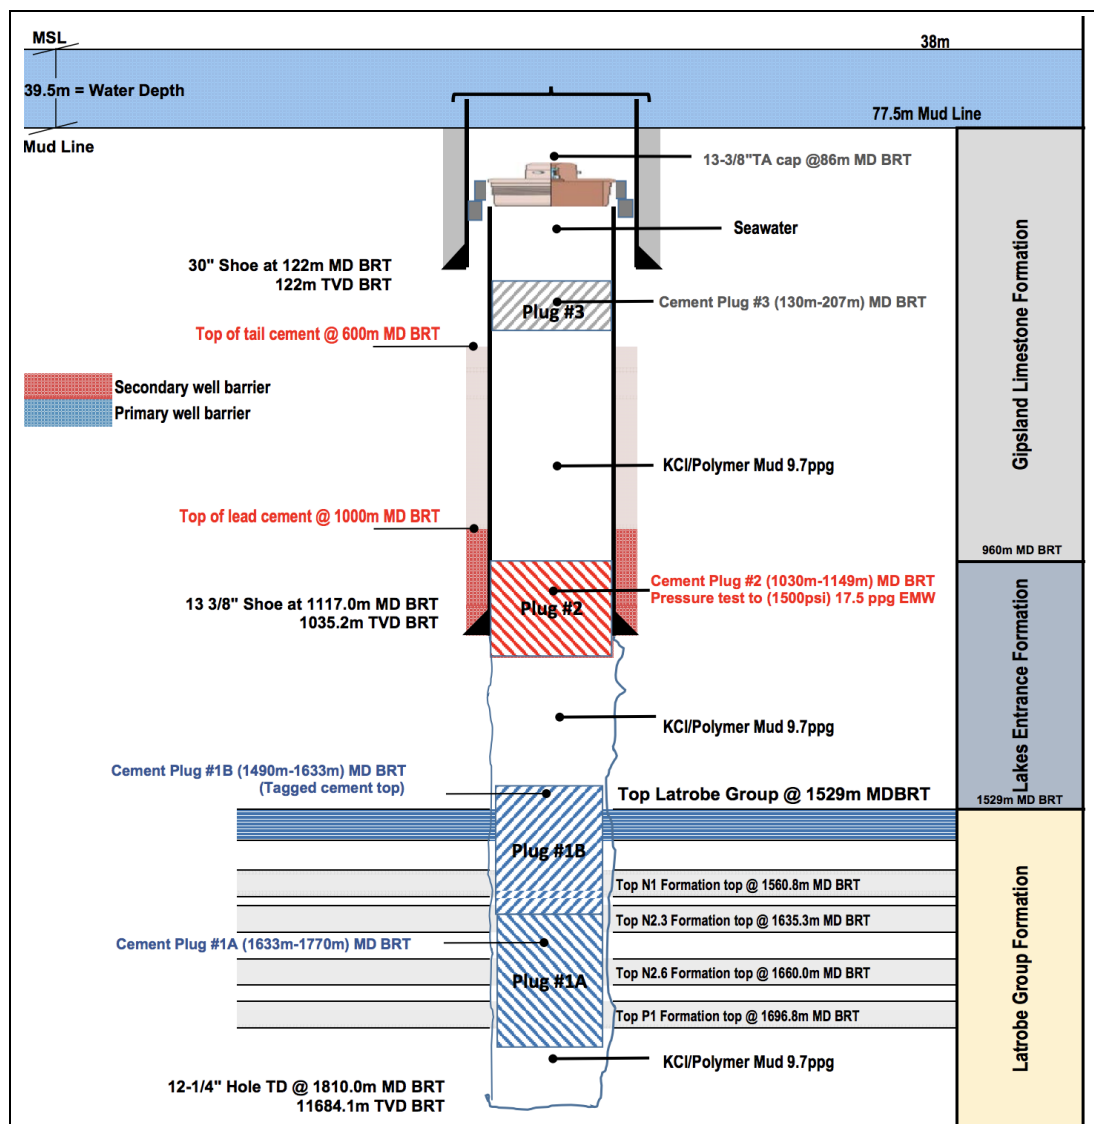 MSL
38m
39.5m = Water Depth
77.5m Mud Line
Mud Line
13-3/8"TA cap @86m MD BRT
Seawater
30" Shoe at 122m MD BRT
122m TVD BRT
Cement Plug #3 (130m-207m) MD BRT
Plug #3
Top of tail cement @ 600m MD BRT
Secondary well barrier
Primary well barrier
KCl/Polymer Mud 9.7ppg
Top of lead cement @ 1000m MD BRT
Gipsland Limestone Formation
960m MD BRT
Cement Plug #2 (1030m-1149m) MD BRT
Pressure test to (1500psi) 17.5 ppg EMW
Plug #2
13 3/8" Shoe at 1117.0m MD BRT
1035.2m TVD BRT
KCl/Polymer Mud 9.7ppg
Lakes Entrance Formation
1529m MD BRT
Cement Plug #1B (1490m-1633m) MD BRT
(Tagged cement top)
Top Latrobe Group @ 1529m MDBRT
Plug #1B
Top N1 Formation top @ 1560.8m MD BRT
Top N2.3 Formation top @ 1635.3m MD BRT
Cement Plug #1A (1633m-1770m) MD BRT
Top N2.6 Formation top @ 1660.0m MD BRT
Plug #1A
Top P1 Formation top @ 1696.8m MD BRT
Latrobe Group Formation
KCl/Polymer Mud 9.7ppg
12-1/4" Hole TD @ 1810.0m MD BRT
11684.1m TVD BRT